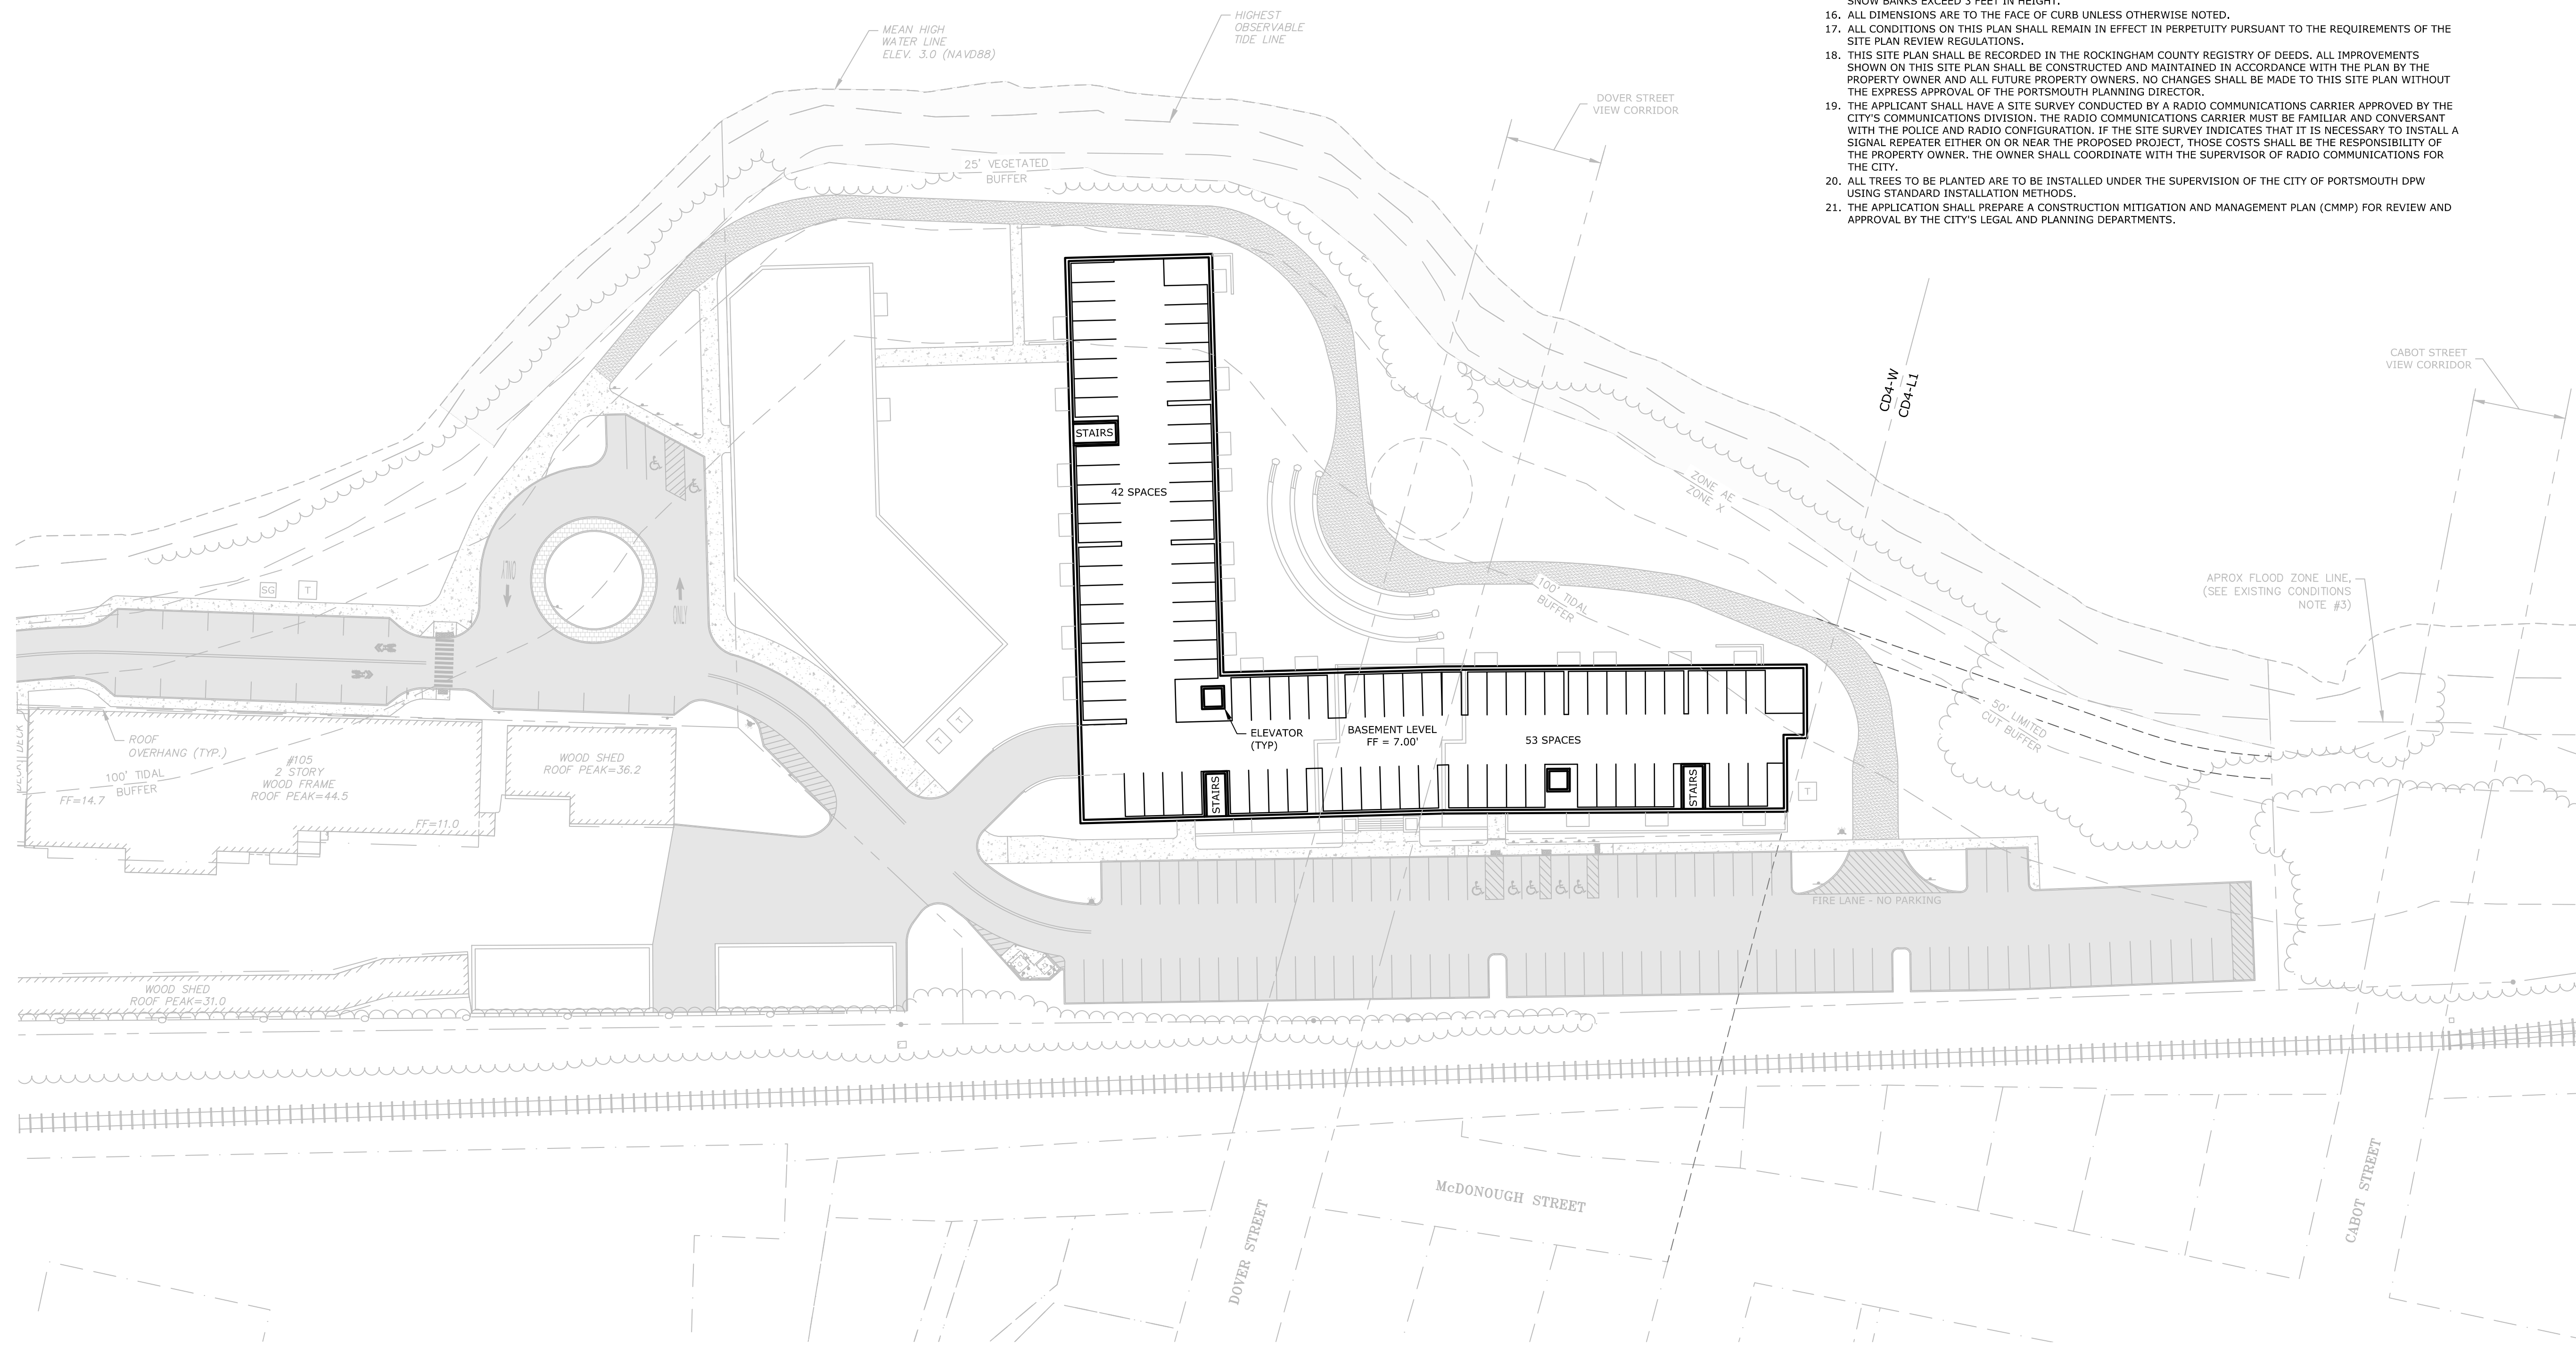 SNOW BANKS EXCEED 3 FEET IN HEIGHT.
16. ALL DIMENSIONS ARE TO THE FACE OF CURB UNLESS OTHERWISE NOTED.
17. ALL CONDITIONS ON THIS PLAN SHALL REMAIN IN EFFECT IN PERPETUITY PURSUANT TO THE REQUIREMENTS OF THE
SITE PLAN REVIEW REGULATIONS.
18. THIS SITE PLAN SHALL BE RECORDED IN THE ROCKINGHAM COUNTY REGISTRY OF DEEDS. ALL IMPROVEMENTS
SHOWN ON THIS SITE PLAN SHALL BE CONSTRUCTED AND MAINTAINED IN ACCORDANCE WITH THE PLAN BY THE
PROPERTY OWNER AND ALL FUTURE PROPERTY OWNERS. NO CHANGES SHALL BE MADE TO THIS SITE PLAN WITHOUT
THE EXPRESS APPROVAL OF THE PORTSMOUTH PLANNING DIRECTOR.
19. THE APPLICANT SHALL HAVE A SITE SURVEY CONDUCTED BY A RADIO COMMUNICATIONS CARRIER APPROVED BY THE
CITY'S COMMUNICATIONS DIVISION. THE RADIO COMMUNICATIONS CARRIER MUST BE FAMILIAR AND CONVERSANT
WITH THE POLICE AND RADIO CONFIGURATION. IF THE SITE SURVEY INDICATES THAT IT IS NECESSARY TO INSTALL A
SIGNAL REPEATER EITHER ON OR NEAR THE PROPOSED PROJECT, THOSE COSTS SHALL BE THE RESPONSIBILITY OF
THE PROPERTY OWNER. THE OWNER SHALL COORDINATE WITH THE SUPERVISOR OF RADIO COMMUNICATIONS FOR
THE CITY.
20. ALL TREES TO BE PLANTED ARE TO BE INSTALLED UNDER THE SUPERVISION OF THE CITY OF PORTSMOUTH DPW
USING STANDARD INSTALLATION METHODS.
21. THE APPLICATION SHALL PREPARE A CONSTRUCTION MITIGATION AND MANAGEMENT PLAN (CMMP) FOR REVIEW AND
APPROVAL BY THE CITY'S LEGAL AND PLANNING DEPARTMENTS.
MEAN HIGH
WATER LINE
ELEV. 3.0 (NAVD88)
HIGHEST
OBSERVABLE
TIDE LINE
DOVER STREET
VIEW CORRIDOR
25' VEGETATED
BUFFER
CABOT STREET
VIEW CORRIDOR
CD4-W
CD4-L1
STAIRS
42 SPACES
ZONE AE
ZONE X
ONLY
ONLY
SG
T
100' TIDAL
BUFFER
APROX FLOOD ZONE LINE,
(SEE EXISTING CONDITIONS
NOTE #3)
50' LIMITED
CUT BUFFER
T
T
ELEVATOR
(TYP)
BASEMENT LEVEL
FF = 7.00'
53 SPACES
STAIRS
STAIRS
T
DECK
DECK
ROOF
OVERHANG (TYP.)
100' TIDAL
BUFFER
FF=14.7
#105
2 STORY
WOOD FRAME
ROOF PEAK=44.5
FF=11.0
WOOD SHED
ROOF PEAK=36.2
FIRE LANE - NO PARKING
WOOD SHED
ROOF PEAK=31.0
McDONOUGH STREET
DOVER STREET
CABOT STREET